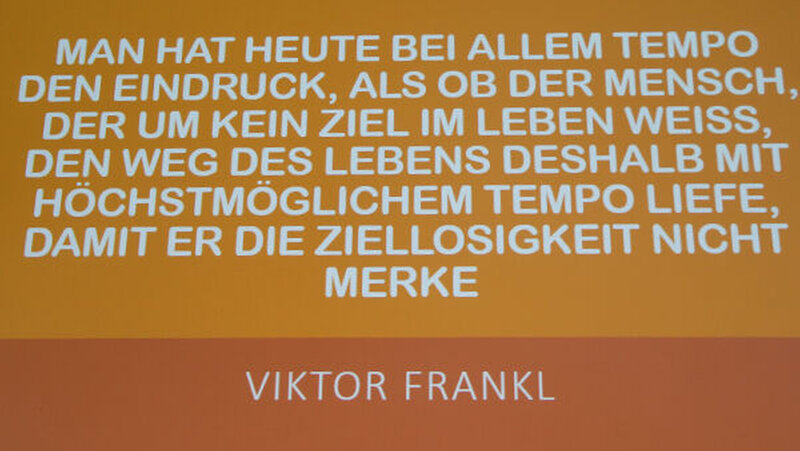 MAN HAT HEUTE BEI ALLEM TEMPO
DEN EINDRUCK, ALS OB DER MENSCH,
DER UM KEIN ZIEL IM LEBEN WEISS,
DEN WEG DES LEBENS DESHALB MIT
HÖCHSTMÖGLICHEM TEMPO LIEFE,
DAMIT ER DIE ZIELLOSIGKEIT NICHT
MERKE
VIKTOR FRANKL